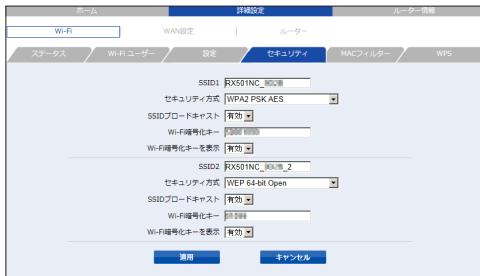 ホーム 詳細設定 ルーター情報
Wi-Fi WAN設定 ルーター
ステータス Wi-Fi ユーザー 設定 セキュリティ MACフィルター WPS
SSID1 RX501NC_
セキュリティ方式 WPA2 PSK AES
SSIDブロードキャスト 有効
Wi-Fi暗号化キー
Wi-Fi暗号化キーを表示 有効
SSID2 RX501NC_ _2
セキュリティ方式 WEP 64-bit Open
SSIDブロードキャスト 有効
Wi-Fi暗号化キー
Wi-Fi暗号化キーを表示 有効
適用 キャンセル